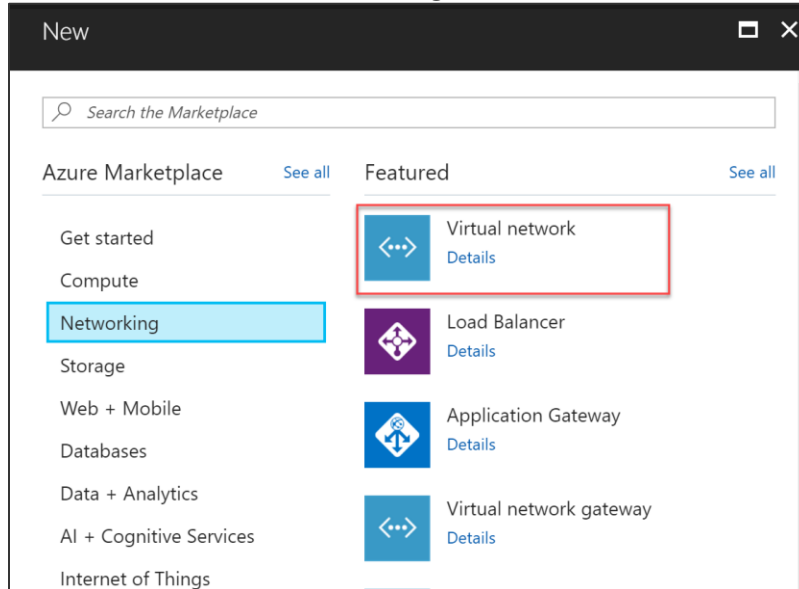 New
Search the Marketplace
Azure Marketplace
See all
Get started
Compute
Networking
Storage
Web + Mobile
Databases
Data + Analytics
AI + Cognitive Services
Internet of Things
Featured
See all
Virtual network
Details
Load Balancer
Details
Application Gateway
Details
Virtual network gateway
Details